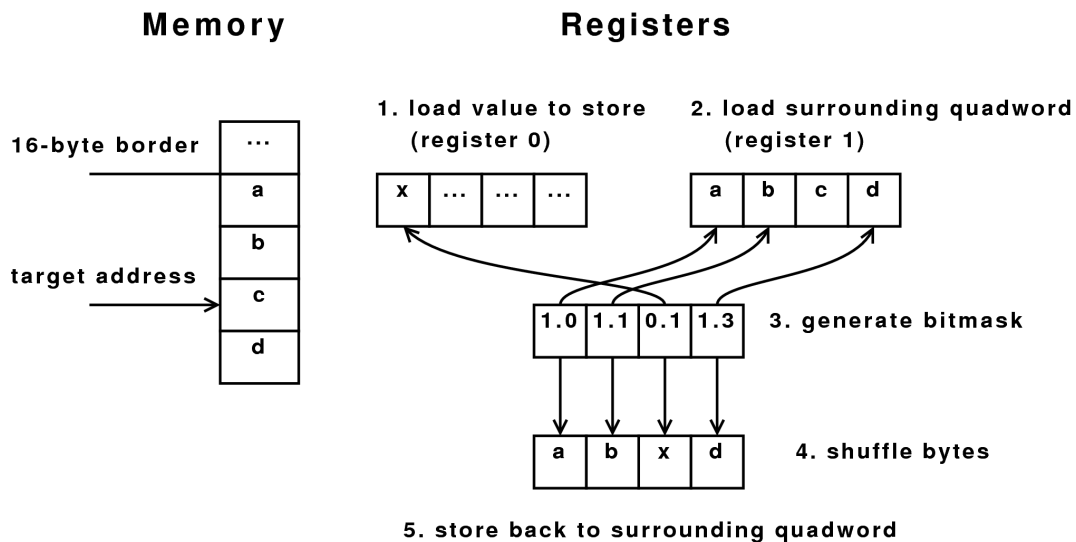 Memory
Registers
1. load value to store
(register 0)
2. load surrounding quadword
(register 1)
16-byte border
...
a
b
target address
c
d
x ... ... ...
a b c d
1.0 1.1 0.1 1.3
3. generate bitmask
a b x d
4. shuffle bytes
5. store back to surrounding quadword